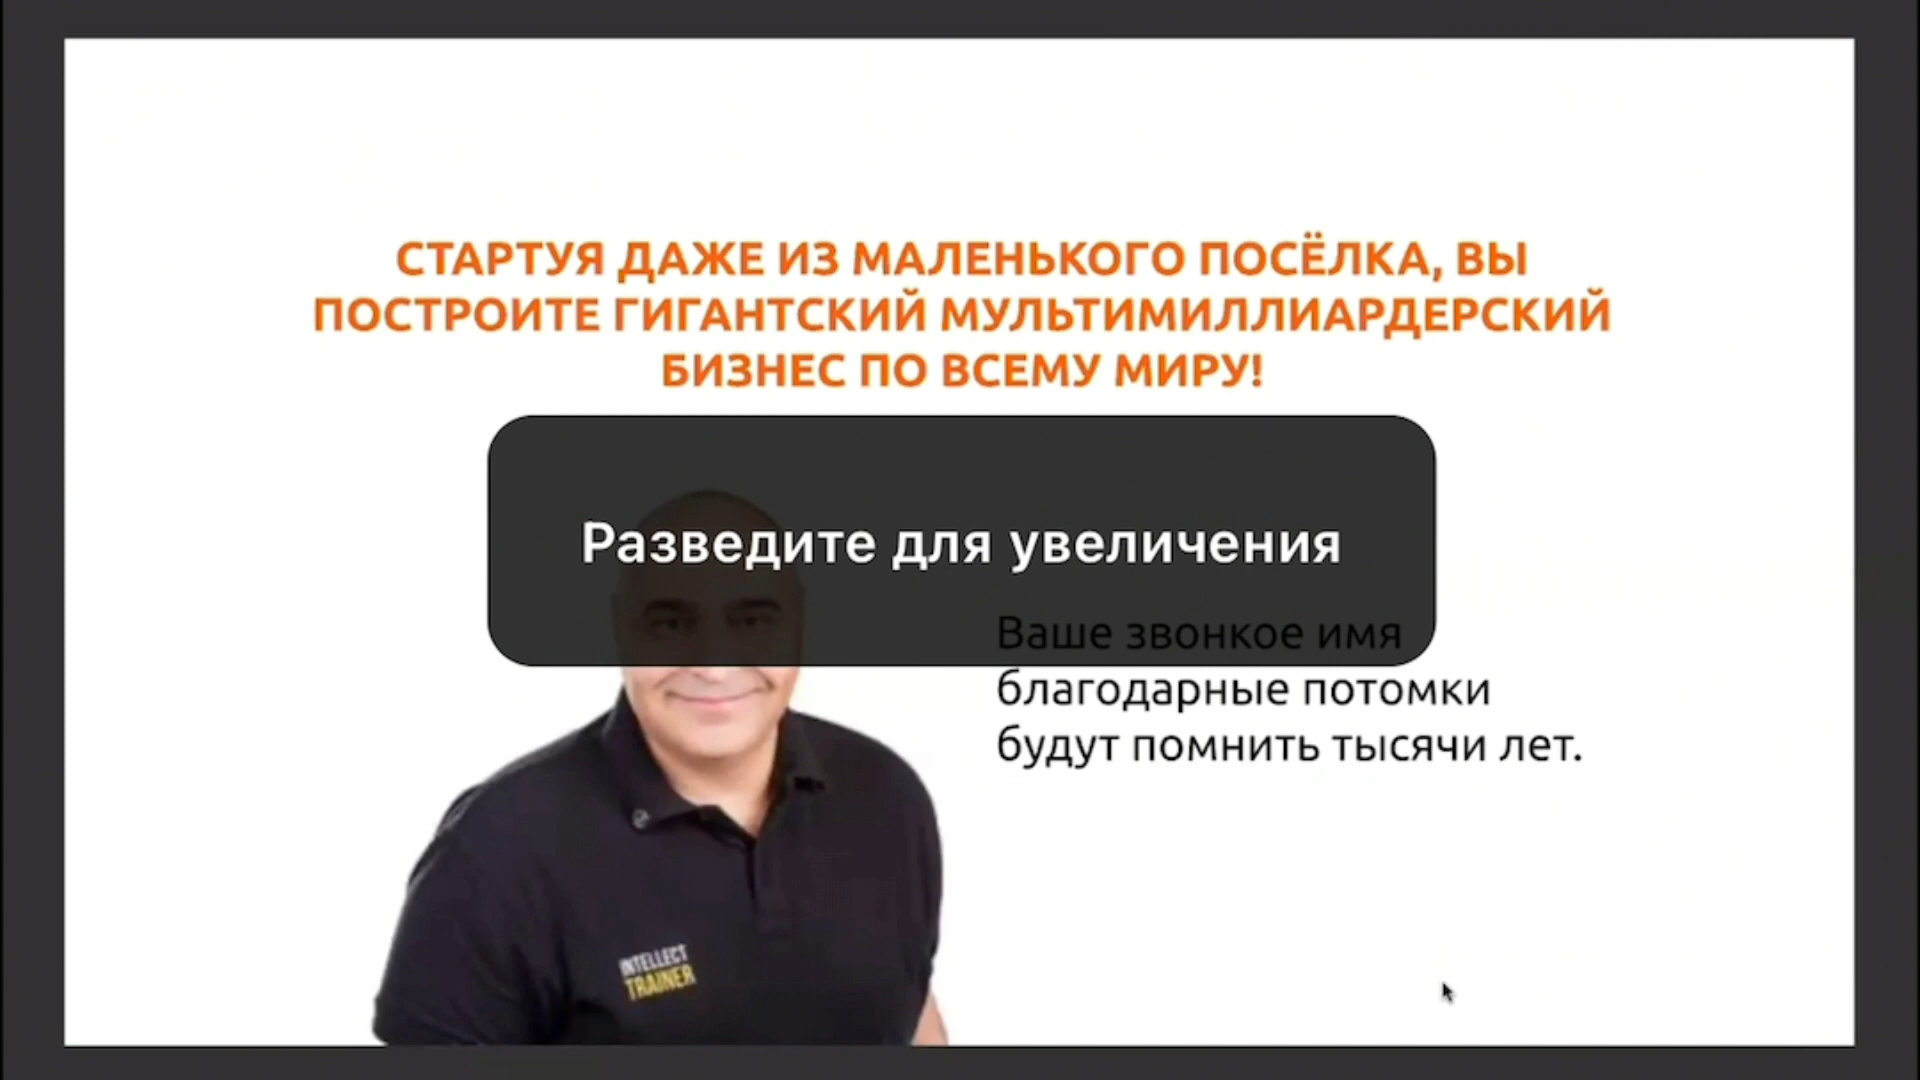 СТАРТУЯ ДАЖЕ ИЗ МАЛЕНЬКОГО ПОСЁЛКА, ВЫ
ПОСТРОИТЕ ГИГАНТСКИЙ МУЛЬТИМИЛЛИАРДЕРСКИЙ
БИЗНЕС ПО ВСЕМУ МИРУ!
Разведите для увеличения
Ваше звонкое имя
благодарные потомки
будут помнить тысячи лет.
INTELLECT
TRAINER